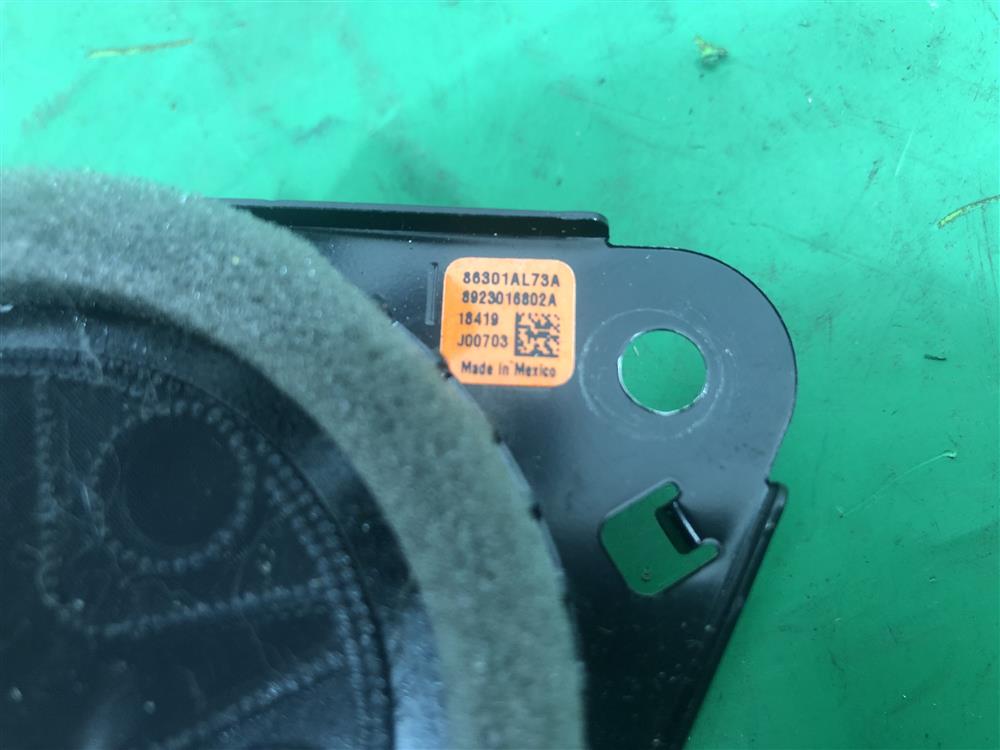 86301AL73A
8923016802A
18419
J00703
Made in Mexico